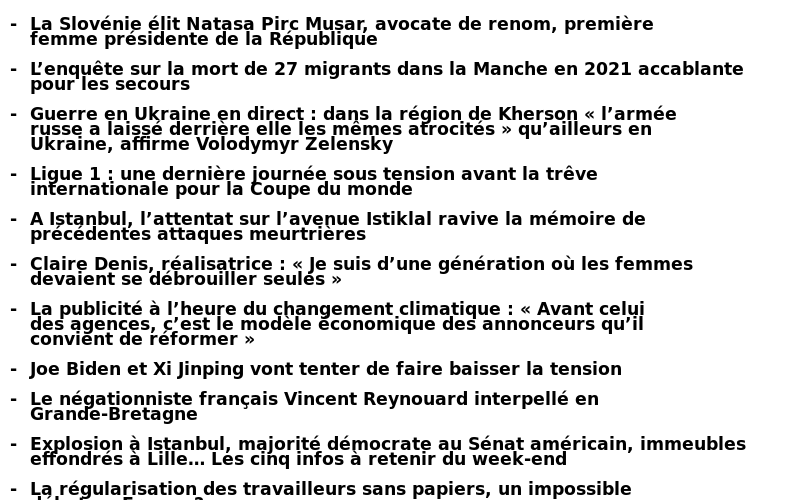 - La Slovénie élit Natasa Pirc Musar, avocate de renom, première
femme présidente de la République
- L’enquête sur la mort de 27 migrants dans la Manche en 2021 accablante
pour les secours
- Guerre en Ukraine en direct : dans la région de Kherson « l’armée
russe a laissé derrière elle les mêmes atrocités » qu’ailleurs en
Ukraine, affirme Volodymyr Zelensky
- Ligue 1 : une dernière journée sous tension avant la trêve
internationale pour la Coupe du monde
- A Istanbul, l’attentat sur l’avenue Istiklal ravive la mémoire de
précédentes attaques meurtrières
- Claire Denis, réalisatrice : « Je suis d’une génération où les femmes
devaient se débrouiller seules »
- La publicité à l’heure du changement climatique : « Avant celui
des agences, c’est le modèle économique des annonceurs qu’il
convient de réformer »
- Joe Biden et Xi Jinping vont tenter de faire baisser la tension
- Le négationniste français Vincent Reynouard interpellé en
Grande-Bretagne
- Explosion à Istanbul, majorité démocrate au Sénat américain, immeubles
effondrés à Lille… Les cinq infos à retenir du week-end
- La régularisation des travailleurs sans papiers, un impossible